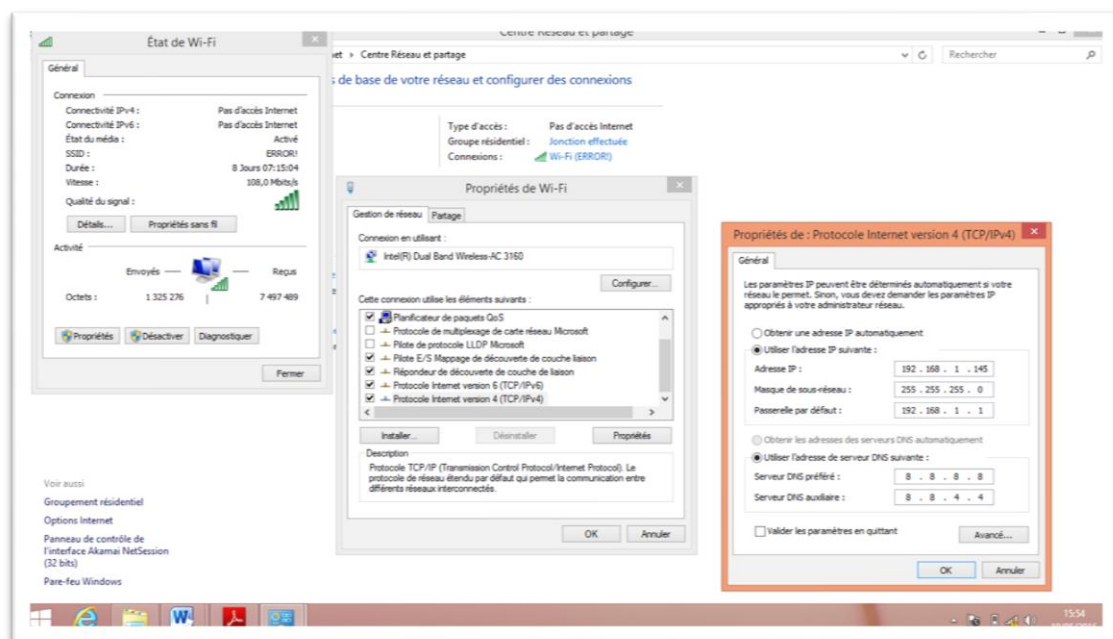 État de Wi-Fi
Général
Connexion
Connectivité IPv4 : Pas d'accès Internet
Connectivité IPv6 : Pas d'accès Internet
État du média : Activé
SSID : ERROR!
Durée : 8 Jours 07:15:04
Vitesse : 108,0 Mbits/s
Qualité du signal :
Détails... Propriétés sans fil
Activité
Envoyés Reçus
Octets : 1 325 276 7 497 489
Propriétés Désactiver Diagnostiquer
Fermer
Centre Réseau et partage
Centre Réseau et partage
Rechercher
de base de votre réseau et configurer des connexions
Type d'accès : Pas d'accès Internet
Groupe résidentiel : Jonction effectuée
Connexions : Wi-Fi (ERROR!)
Propriétés de Wi-Fi
Gestion de réseau Partage
Connexion en utilisant :
Intel(R) Dual Band Wireless-AC 3160
Configurer...
Cette connexion utilise les éléments suivants :
Planificateur de paquets QoS
Protocole de multiplexage de carte réseau Microsoft
Pilote de protocole LLDP Microsoft
Pilote E/S Mappage de découverte de couche liaison
Répondeur de découverte de couche de liaison
Protocole Internet version 6 (TCP/IPv6)
Protocole Internet version 4 (TCP/IPv4)
Installer... Désinstaller Propriétés
Description
Protocole TCP/IP (Transmission Control Protocol/Internet Protocol). Le
protocole de réseau étendu par défaut qui permet la communication entre
différents réseaux interconnectés.
OK Annuler
Propriétés de : Protocole Internet version 4 (TCP/IPv4)
Général
Les paramètres IP peuvent être déterminés automatiquement si votre
réseau le permet. Sinon, vous devez demander les paramètres IP
appropriés à votre administrateur réseau.
Obtenir une adresse IP automatiquement
Utiliser l'adresse IP suivante :
Adresse IP : 192 . 168 . 1 . 145
Masque de sous-réseau : 255 . 255 . 255 . 0
Passerelle par défaut : 192 . 168 . 1 . 1
Obtenir les adresses des serveurs DNS automatiquement
Utiliser l'adresse de serveur DNS suivante :
Serveur DNS préféré : 8 . 8 . 8 . 8
Serveur DNS auxiliaire : 8 . 8 . 4 . 4
Valider les paramètres en quittant
Avancé...
OK Annuler
Voir aussi
Groupement résidentiel
Options Internet
Panneau de contrôle de
l'interface Akamai NetSession
(32 bits)
Pare-feu Windows
15:54